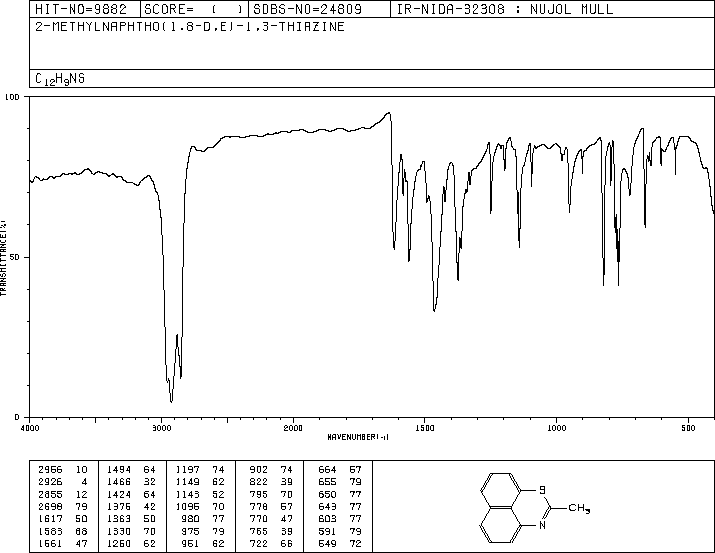 HIT-NO=9882 SCORE= ( ) SDBS-NO=24809 IR-NIDA-32308 : NUJOL MULL
2-METHYLNAPHTHO(1,8-D,E)-1,3-THIAZINE
C12H9NS
100
50
0
TRANSMITTANCE(%)
4000 3000 2000 1500 1000 500
WAVENUMBER(-1)
2956 10 1494 64 1197 74 902 74 664 57
2926 4 1466 32 1149 62 822 39 655 79
2855 12 1424 64 1143 52 795 70 650 77
2698 79 1376 42 1096 70 778 57 643 77
1617 50 1363 50 980 77 770 47 603 77
1583 68 1330 70 975 79 765 39 591 79
1561 47 1250 62 951 62 722 66 549 72
S
N
CH3